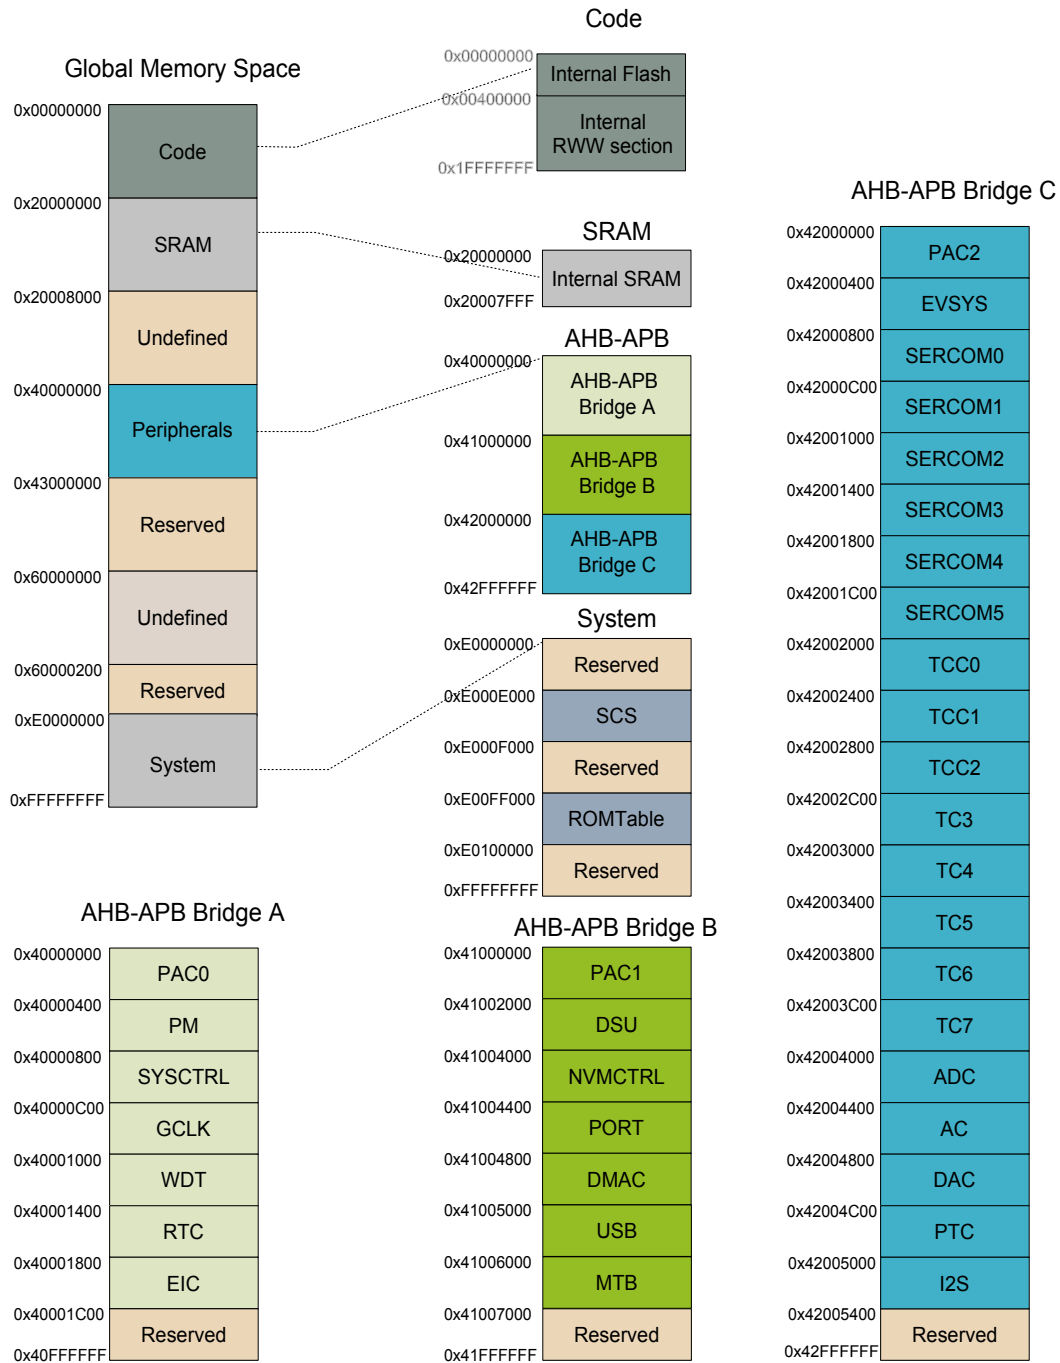 Global Memory Space
0x00000000
Code
0x20000000
SRAM
0x20008000
Undefined
0x40000000
Peripherals
0x43000000
Reserved
0x60000000
Undefined
0x60000200
Reserved
0xE0000000
System
0xFFFFFFFF
Code
0x00000000
Internal Flash
0x00400000
Internal
RWW section
0x1FFFFFFF
SRAM
0x20000000
Internal SRAM
0x20007FFF
AHB-APB
0x40000000
AHB-APB
Bridge A
0x41000000
AHB-APB
Bridge B
0x42000000
AHB-APB
Bridge C
0x42FFFFFF
System
0xE0000000
Reserved
0xE000E000
SCS
0xE000F000
Reserved
0xE00FF000
ROMTable
0xE0100000
Reserved
0xFFFFFFFF
AHB-APB Bridge A
0x40000000
PAC0
0x40000400
PM
0x40000800
SYSCTRL
0x40000C00
GCLK
0x40001000
WDT
0x40001400
RTC
0x40001800
EIC
0x40001C00
Reserved
0x40FFFFFF
AHB-APB Bridge B
0x41000000
PAC1
0x41002000
DSU
0x41004000
NVMCTRL
0x41004400
PORT
0x41004800
DMAC
0x41005000
USB
0x41006000
MTB
0x41007000
Reserved
0x41FFFFFF
AHB-APB Bridge C
0x42000000
PAC2
0x42000400
EVSYS
0x42000800
SERCOM0
0x42000C00
SERCOM1
0x42001000
SERCOM2
0x42001400
SERCOM3
0x42001800
SERCOM4
0x42001C00
SERCOM5
0x42002000
TCC0
0x42002400
TCC1
0x42002800
TCC2
0x42002C00
TC3
0x42003000
TC4
0x42003400
TC5
0x42003800
TC6
0x42003C00
TC7
0x42004000
ADC
0x42004400
AC
0x42004800
DAC
0x42004C00
PTC
0x42005000
I2S
0x42005400
Reserved
0x42FFFFFF